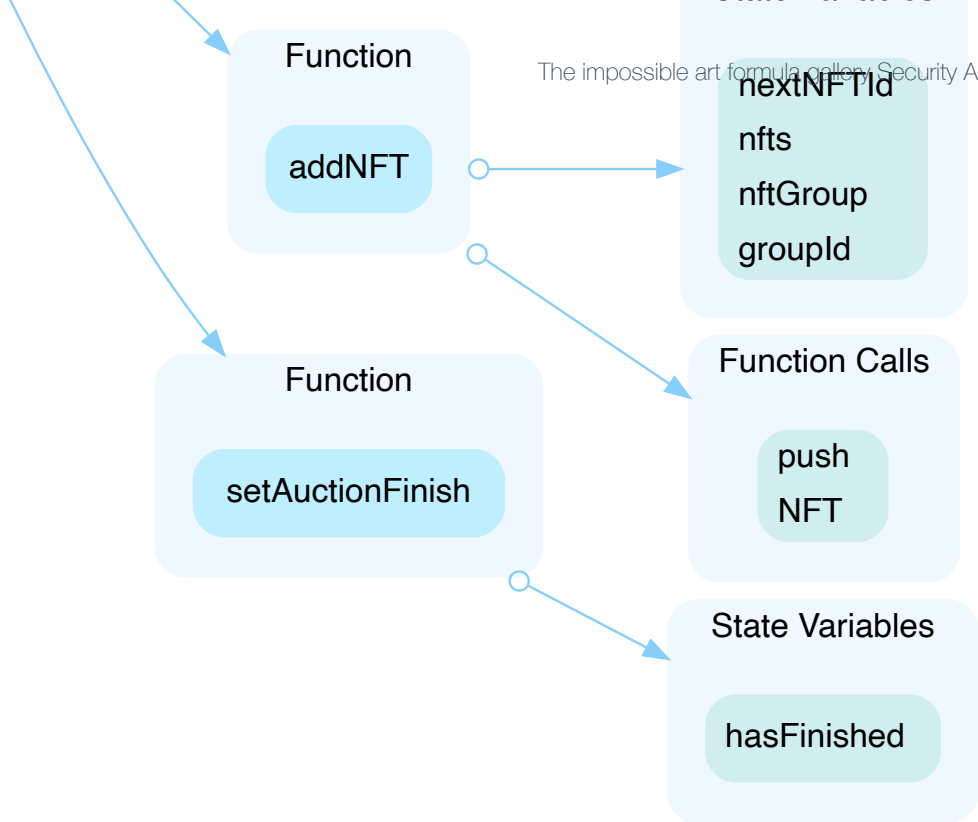 Function
The impossible art formula gallery Security A
addNFT
nextNFTId
nfts
nftGroup
groupId
Function
setAuctionFinish
Function Calls
push
NFT
State Variables
hasFinished